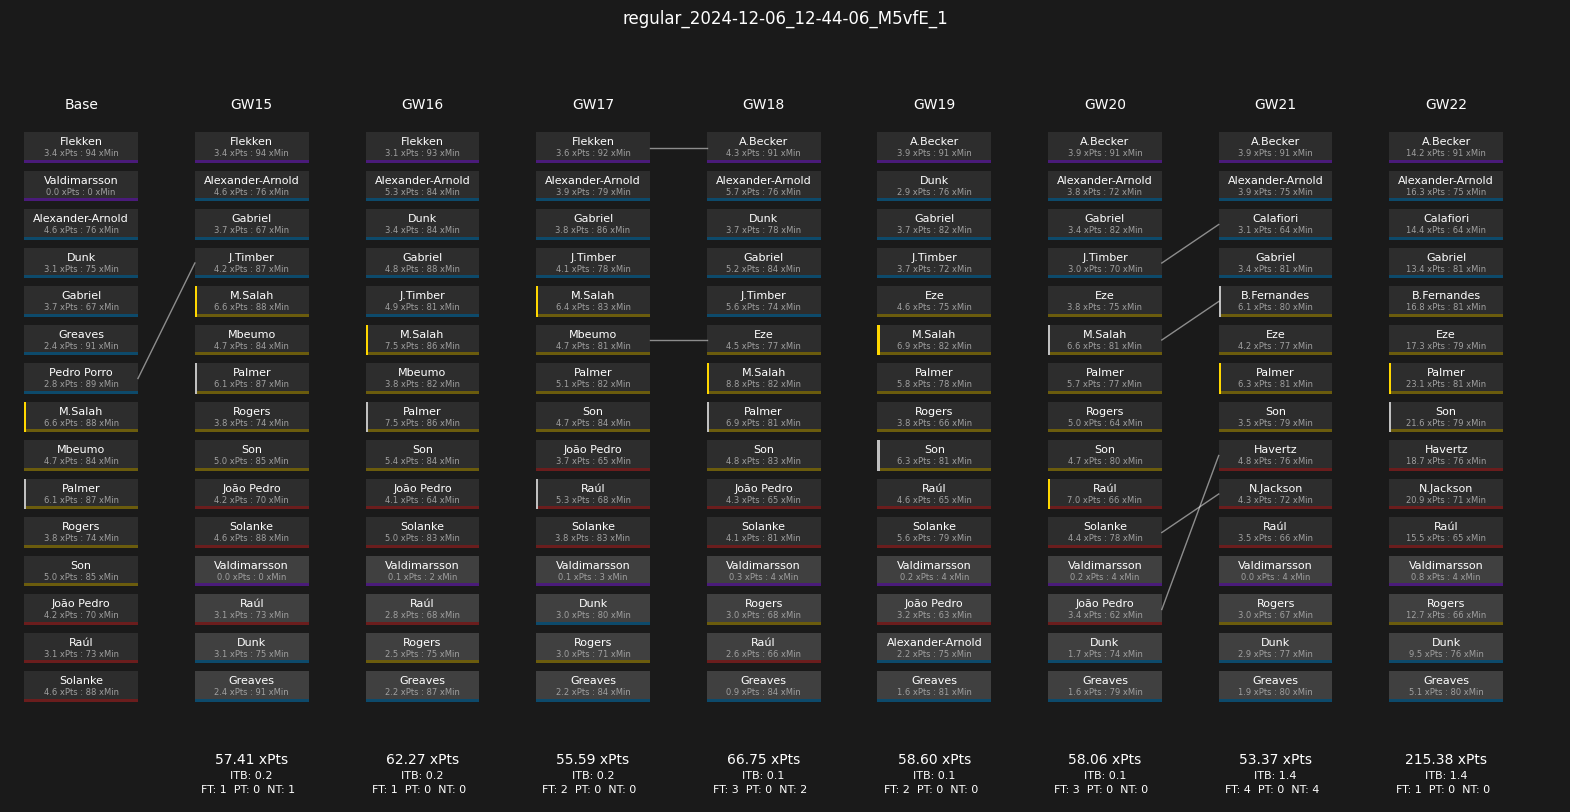 regular_2024-12-06_12-44-06_M5vfE_1
Base
Flekken
3.4 xPts : 94 xMin
Valdimarsson
0.0 xPts : 0 xMin
Alexander-Arnold
4.6 xPts : 76 xMin
Dunk
3.1 xPts : 75 xMin
Gabriel
3.7 xPts : 67 xMin
Greaves
2.4 xPts : 91 xMin
Pedro Porro
2.8 xPts : 89 xMin
M.Salah
6.6 xPts : 88 xMin
Mbeumo
4.7 xPts : 84 xMin
Palmer
6.1 xPts : 87 xMin
Rogers
3.8 xPts : 74 xMin
Son
5.0 xPts : 85 xMin
João Pedro
4.2 xPts : 70 xMin
Raúl
3.1 xPts : 73 xMin
Solanke
4.6 xPts : 88 xMin
GW15
Flekken
3.4 xPts : 94 xMin
Alexander-Arnold
4.6 xPts : 76 xMin
Gabriel
3.7 xPts : 67 xMin
J.Timber
4.2 xPts : 87 xMin
M.Salah
6.6 xPts : 88 xMin
Mbeumo
4.7 xPts : 84 xMin
Palmer
6.1 xPts : 87 xMin
Rogers
3.8 xPts : 74 xMin
Son
5.0 xPts : 85 xMin
João Pedro
4.2 xPts : 70 xMin
Solanke
4.6 xPts : 88 xMin
Valdimarsson
0.0 xPts : 0 xMin
Raúl
3.1 xPts : 73 xMin
Dunk
3.1 xPts : 75 xMin
Greaves
2.4 xPts : 91 xMin
57.41 xPts
ITB: 0.2
FT: 1 PT: 0 NT: 1
GW16
Flekken
3.1 xPts : 93 xMin
Alexander-Arnold
5.3 xPts : 84 xMin
Dunk
3.4 xPts : 84 xMin
Gabriel
4.8 xPts : 88 xMin
J.Timber
4.9 xPts : 81 xMin
M.Salah
7.5 xPts : 86 xMin
Mbeumo
3.8 xPts : 82 xMin
Palmer
7.5 xPts : 86 xMin
Son
5.4 xPts : 84 xMin
João Pedro
4.1 xPts : 64 xMin
Solanke
5.0 xPts : 83 xMin
Valdimarsson
0.1 xPts : 2 xMin
Raúl
2.8 xPts : 68 xMin
Rogers
2.5 xPts : 75 xMin
Greaves
2.2 xPts : 87 xMin
62.27 xPts
ITB: 0.2
FT: 1 PT: 0 NT: 0
GW17
Flekken
3.6 xPts : 92 xMin
Alexander-Arnold
3.9 xPts : 79 xMin
Gabriel
3.8 xPts : 86 xMin
J.Timber
4.1 xPts : 78 xMin
M.Salah
6.4 xPts : 83 xMin
Mbeumo
4.7 xPts : 81 xMin
Palmer
5.1 xPts : 82 xMin
Son
4.7 xPts : 84 xMin
João Pedro
3.7 xPts : 65 xMin
Raúl
5.3 xPts : 68 xMin
Solanke
3.8 xPts : 83 xMin
Valdimarsson
0.1 xPts : 3 xMin
Dunk
3.0 xPts : 80 xMin
Rogers
3.0 xPts : 71 xMin
Greaves
2.2 xPts : 84 xMin
55.59 xPts
ITB: 0.2
FT: 2 PT: 0 NT: 0
GW18
A.Becker
4.3 xPts : 91 xMin
Alexander-Arnold
5.7 xPts : 76 xMin
Dunk
3.7 xPts : 78 xMin
Gabriel
5.2 xPts : 84 xMin
J.Timber
5.6 xPts : 74 xMin
Eze
4.5 xPts : 77 xMin
M.Salah
8.8 xPts : 82 xMin
Palmer
6.9 xPts : 81 xMin
Son
4.8 xPts : 83 xMin
João Pedro
4.3 xPts : 65 xMin
Solanke
4.1 xPts : 81 xMin
Valdimarsson
0.3 xPts : 4 xMin
Rogers
3.0 xPts : 68 xMin
Raúl
2.6 xPts : 66 xMin
Greaves
0.9 xPts : 84 xMin
66.75 xPts
ITB: 0.1
FT: 3 PT: 0 NT: 2
GW19
A.Becker
3.9 xPts : 91 xMin
Dunk
2.9 xPts : 76 xMin
Gabriel
3.7 xPts : 82 xMin
J.Timber
3.7 xPts : 72 xMin
Eze
4.6 xPts : 75 xMin
M.Salah
6.9 xPts : 82 xMin
Palmer
5.8 xPts : 78 xMin
Rogers
3.8 xPts : 66 xMin
Son
6.3 xPts : 81 xMin
Raúl
4.6 xPts : 65 xMin
Solanke
5.6 xPts : 79 xMin
Valdimarsson
0.2 xPts : 4 xMin
João Pedro
3.2 xPts : 63 xMin
Alexander-Arnold
2.2 xPts : 75 xMin
Greaves
1.6 xPts : 81 xMin
58.60 xPts
ITB: 0.1
FT: 2 PT: 0 NT: 0
GW20
A.Becker
3.9 xPts : 91 xMin
Alexander-Arnold
3.8 xPts : 72 xMin
Gabriel
3.4 xPts : 82 xMin
J.Timber
3.0 xPts : 70 xMin
Eze
3.8 xPts : 75 xMin
M.Salah
6.6 xPts : 81 xMin
Palmer
5.7 xPts : 77 xMin
Rogers
5.0 xPts : 64 xMin
Son
4.7 xPts : 80 xMin
Raúl
7.0 xPts : 66 xMin
Solanke
4.4 xPts : 78 xMin
Valdimarsson
0.2 xPts : 4 xMin
João Pedro
3.4 xPts : 62 xMin
Dunk
1.7 xPts : 74 xMin
Greaves
1.6 xPts : 79 xMin
58.06 xPts
ITB: 0.1
FT: 3 PT: 0 NT: 0
GW21
A.Becker
3.9 xPts : 91 xMin
Alexander-Arnold
3.9 xPts : 75 xMin
Calafiori
3.1 xPts : 64 xMin
Gabriel
3.4 xPts : 81 xMin
B.Fernandes
6.1 xPts : 80 xMin
Eze
4.2 xPts : 77 xMin
Palmer
6.3 xPts : 81 xMin
Son
3.5 xPts : 79 xMin
Havertz
4.8 xPts : 76 xMin
N.Jackson
4.3 xPts : 72 xMin
Raúl
3.5 xPts : 66 xMin
Valdimarsson
0.0 xPts : 4 xMin
Rogers
3.0 xPts : 67 xMin
Dunk
2.9 xPts : 77 xMin
Greaves
1.9 xPts : 80 xMin
53.37 xPts
ITB: 1.4
FT: 4 PT: 0 NT: 4
GW22
A.Becker
14.2 xPts : 91 xMin
Alexander-Arnold
16.3 xPts : 75 xMin
Calafiori
14.4 xPts : 64 xMin
Gabriel
13.4 xPts : 81 xMin
B.Fernandes
16.8 xPts : 81 xMin
Eze
17.3 xPts : 79 xMin
Palmer
23.1 xPts : 81 xMin
Son
21.6 xPts : 79 xMin
Havertz
18.7 xPts : 76 xMin
N.Jackson
20.9 xPts : 71 xMin
Raúl
15.5 xPts : 65 xMin
Valdimarsson
0.8 xPts : 4 xMin
Rogers
12.7 xPts : 66 xMin
Dunk
9.5 xPts : 76 xMin
Greaves
5.1 xPts : 80 xMin
215.38 xPts
ITB: 1.4
FT: 1 PT: 0 NT: 0